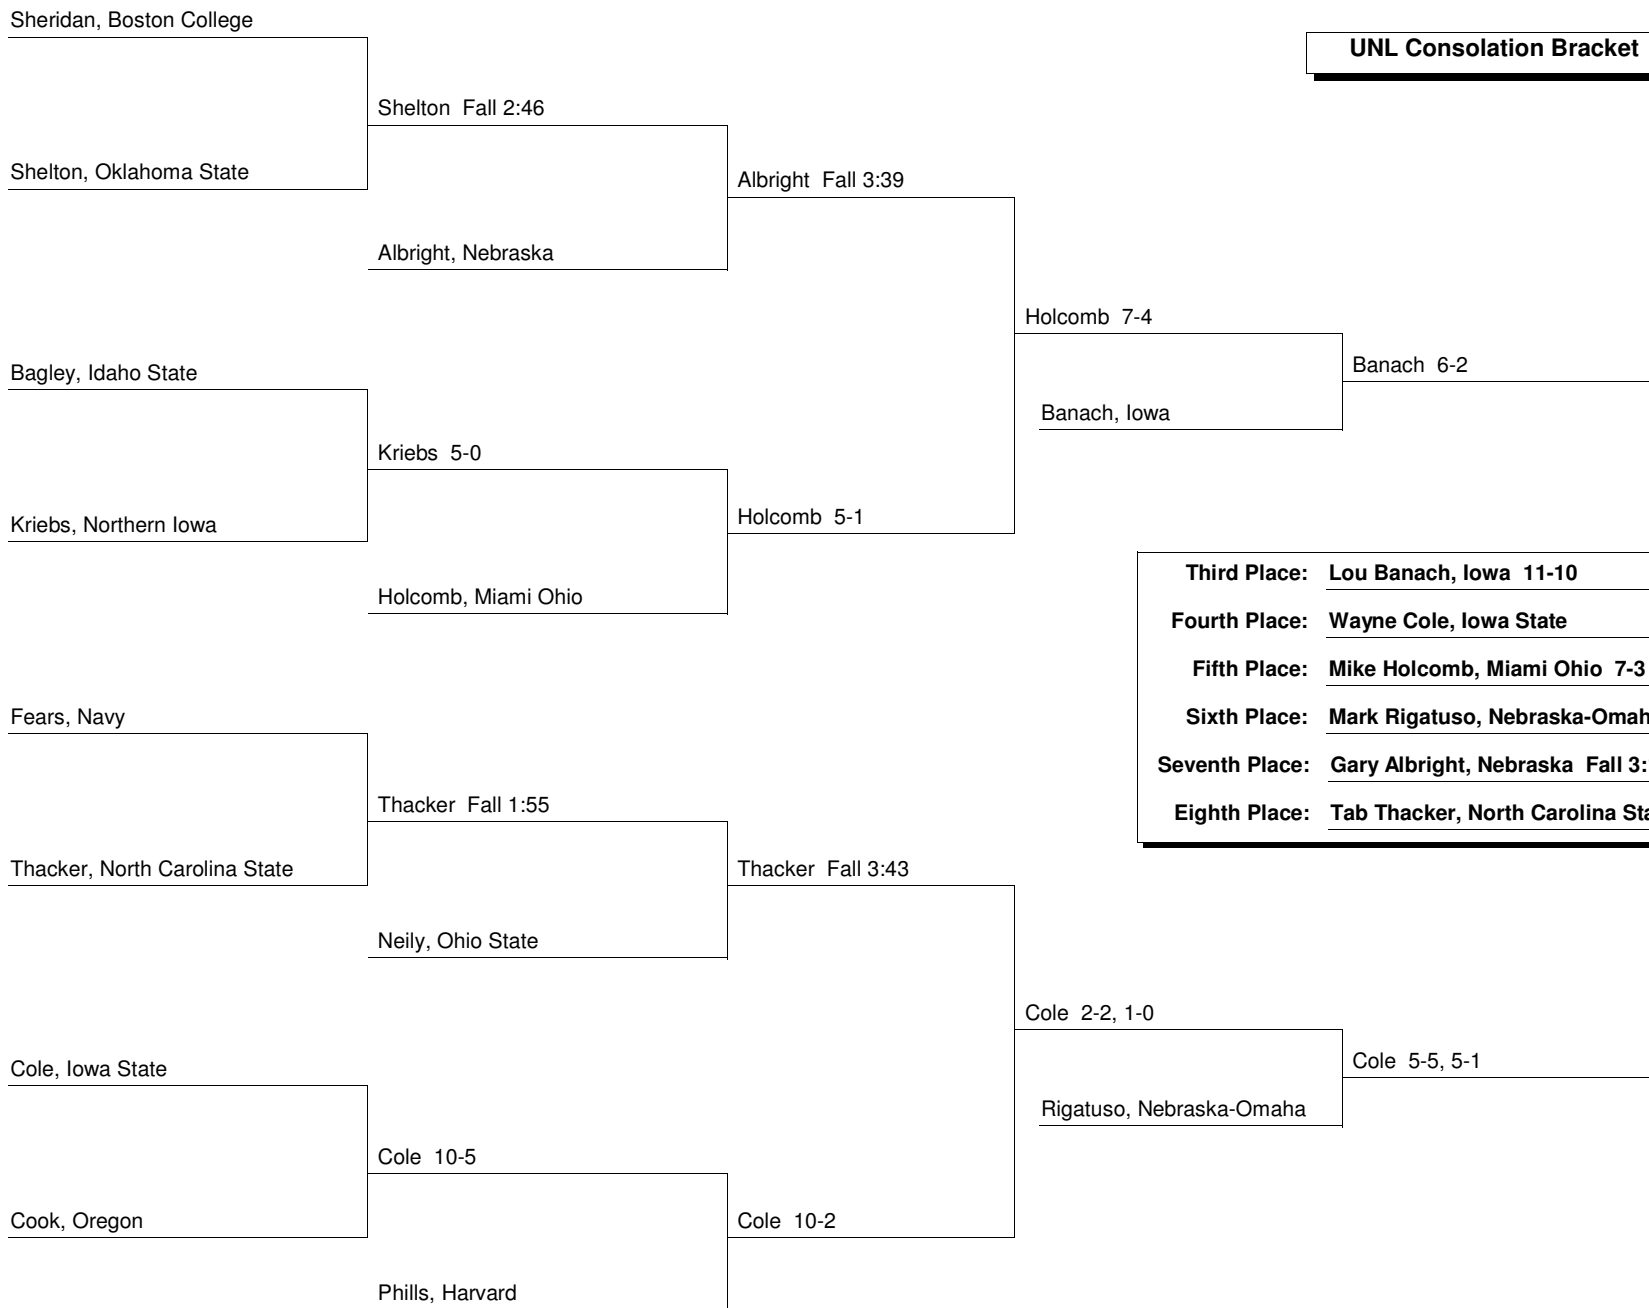 Sheridan, Boston College
UNL Consolation Bracket
Shelton Fall 2:46
Shelton, Oklahoma State
Albright Fall 3:39
Albright, Nebraska
Holcomb 7-4
Bagley, Idaho State
Banach 6-2
Banach, Iowa
Kriebs 5-0
Kriebs, Northern Iowa
Holcomb 5-1
Holcomb, Miami Ohio
Third Place: Lou Banach, Iowa 11-10
Fourth Place: Wayne Cole, Iowa State
Fifth Place: Mike Holcomb, Miami Ohio 7-3
Sixth Place: Mark Rigatuso, Nebraska-Omah
Seventh Place: Gary Albright, Nebraska Fall 3:
Eighth Place: Tab Thacker, North Carolina Sta
Fears, Navy
Thacker Fall 1:55
Thacker, North Carolina State
Thacker Fall 3:43
Neily, Ohio State
Cole 2-2, 1-0
Cole, Iowa State
Cole 5-5, 5-1
Rigatuso, Nebraska-Omaha
Cole 10-5
Cook, Oregon
Cole 10-2
Phills, Harvard